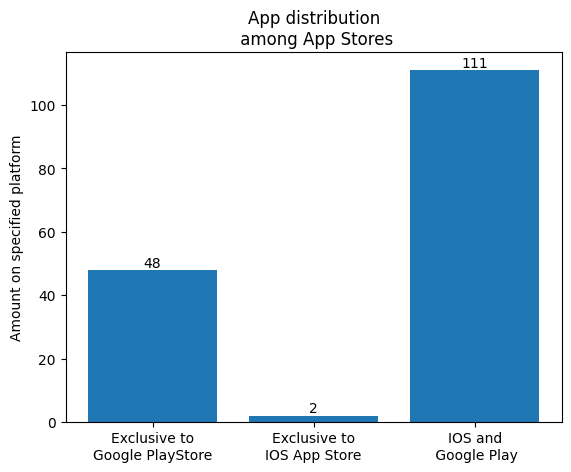 App distribution
among App Stores
Amount on specified platform
100
80
60
40
20
0
48
2
111
Exclusive to
Google PlayStore
Exclusive to
IOS App Store
IOS and
Google Play